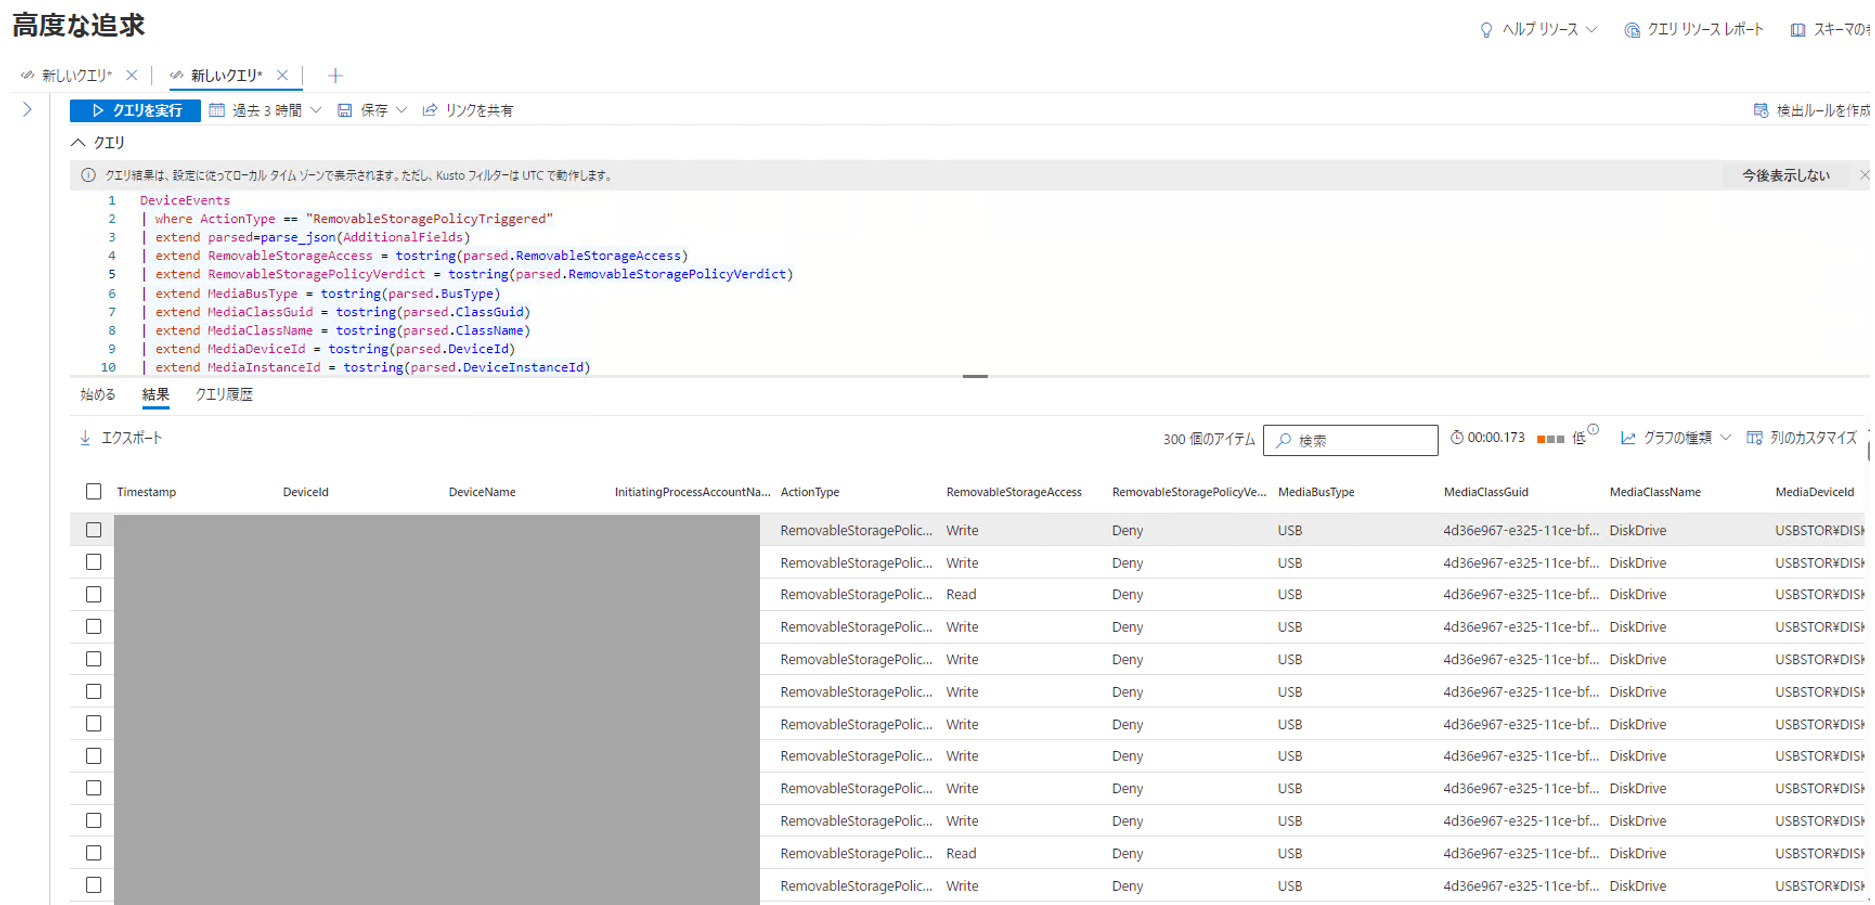 高度な追求
ヘルプ リソース
クエリ リソース レポート
スキーマの
新しいクエリ*
新しいクエリ*
クエリを実行
過去 3 時間
保存
リンクを共有
検出ルールを作成
クエリ
クエリ結果は、設定に従ってローカル タイム ゾーンで表示されます。ただし、Kusto フィルターは UTC で動作します。
今後表示しない
1 DeviceEvents
2 | where ActionType == "RemovableStoragePolicyTriggered"
3 | extend parsed=parse_json(AdditionalFields)
4 | extend RemovableStorageAccess = tostring(parsed.RemovableStorageAccess)
5 | extend RemovableStoragePolicyVerdict = tostring(parsed.RemovableStoragePolicyVerdict)
6 | extend MediaBusType = tostring(parsed.BusType)
7 | extend MediaClassGuid = tostring(parsed.ClassGuid)
8 | extend MediaClassName = tostring(parsed.ClassName)
9 | extend MediaDeviceId = tostring(parsed.DeviceId)
10 | extend MediaInstanceId = tostring(parsed.DeviceInstanceId)
始める 結果 クエリ履歴
エクスポート
300 個のアイテム
検索
00:00.173
低
グラフの種類
列のカスタマイズ
Timestamp DeviceId DeviceName InitiatingProcessAccountNa... ActionType RemovableStorageAccess RemovableStoragePolicyVe... MediaBusType MediaClassGuid MediaClassName MediaDeviceId
RemovableStoragePolic... Write Deny USB 4d36e967-e325-11ce-bf... DiskDrive USBSTOR¥DISK
RemovableStoragePolic... Write Deny USB 4d36e967-e325-11ce-bf... DiskDrive USBSTOR¥DISK
RemovableStoragePolic... Read Deny USB 4d36e967-e325-11ce-bf... DiskDrive USBSTOR¥DISK
RemovableStoragePolic... Write Deny USB 4d36e967-e325-11ce-bf... DiskDrive USBSTOR¥DISK
RemovableStoragePolic... Write Deny USB 4d36e967-e325-11ce-bf... DiskDrive USBSTOR¥DISK
RemovableStoragePolic... Write Deny USB 4d36e967-e325-11ce-bf... DiskDrive USBSTOR¥DISK
RemovableStoragePolic... Write Deny USB 4d36e967-e325-11ce-bf... DiskDrive USBSTOR¥DISK
RemovableStoragePolic... Write Deny USB 4d36e967-e325-11ce-bf... DiskDrive USBSTOR¥DISK
RemovableStoragePolic... Write Deny USB 4d36e967-e325-11ce-bf... DiskDrive USBSTOR¥DISK
RemovableStoragePolic... Write Deny USB 4d36e967-e325-11ce-bf... DiskDrive USBSTOR¥DISK
RemovableStoragePolic... Read Deny USB 4d36e967-e325-11ce-bf... DiskDrive USBSTOR¥DISK
RemovableStoragePolic... Write Deny USB 4d36e967-e325-11ce-bf... DiskDrive USBSTOR¥DISK